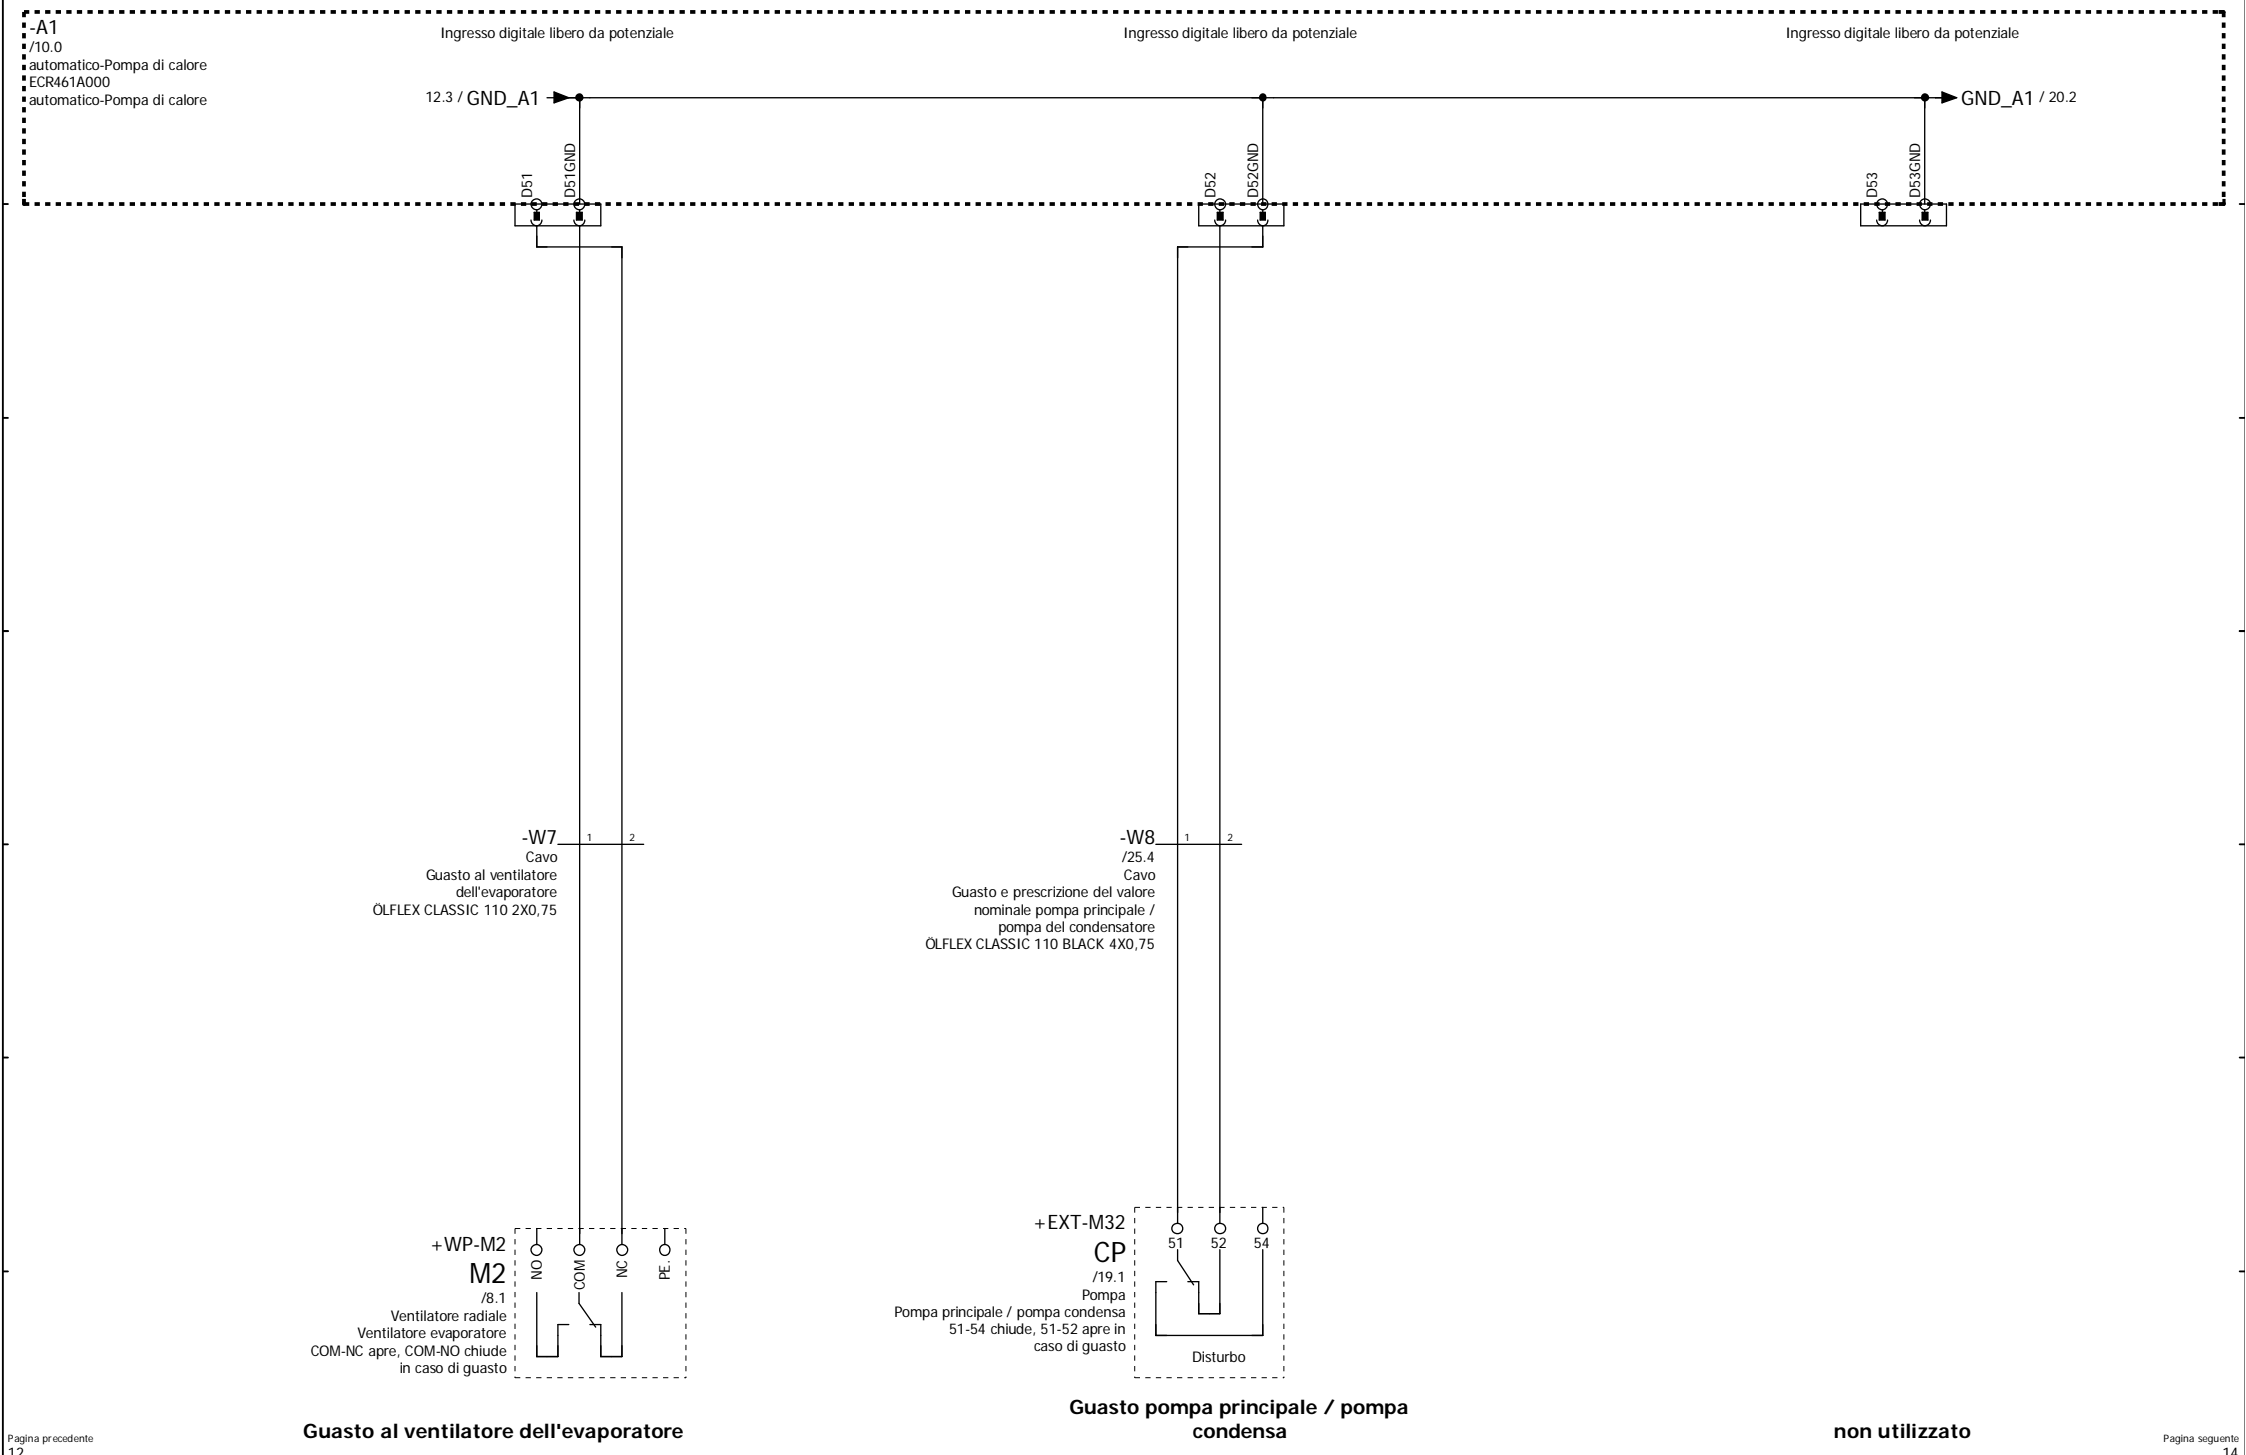 -A1
/10.0
automatico-Pompa di calore
ECR461A000
automatico-Pompa di calore
Ingresso digitale libero da potenziale
Ingresso digitale libero da potenziale
Ingresso digitale libero da potenziale
12.3 / GND_A1
GND_A1 / 20.2
D51
D51GND
D52
D52GND
D53
D53GND
-W7
1
2
Cavo
Guasto al ventilatore
dell'evaporatore
ÖLFLEX CLASSIC 110 2X0,75
-W8
1
2
/25.4
Cavo
Guasto e prescrizione del valore
nominale pompa principale /
pompa del condensatore
ÖLFLEX CLASSIC 110 BLACK 4X0,75
+WP-M2
M2
/8.1
Ventilatore radiale
Ventilatore evaporatore
COM-NC apre, COM-NO chiude
in caso di guasto
NO
COM
NC
PE.
+EXT-M32
CP
/19.1
Pompa
Pompa principale / pompa condensa
51-54 chiude, 51-52 apre in
caso di guasto
51
52
54
Disturbo
Guasto al ventilatore dell'evaporatore
Guasto pompa principale / pompa
condensa
non utilizzato
Pagina precedente
12
Pagina seguente
14